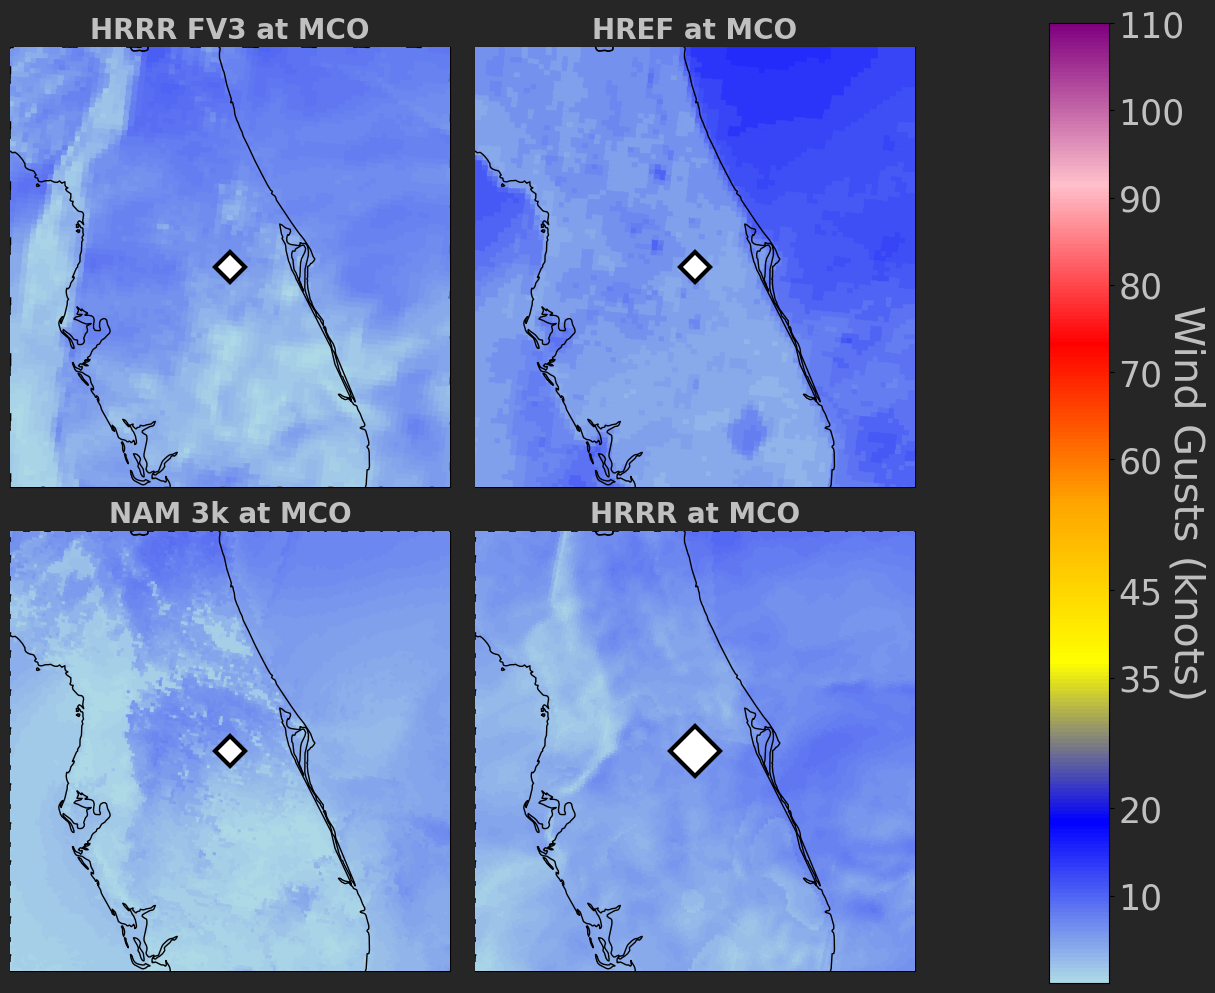 HRRR FV3 at MCO
HREF at MCO
NAM 3k at MCO
HRRR at MCO
110
100
90
80
70
60
45
35
20
10
Wind Gusts (knots)